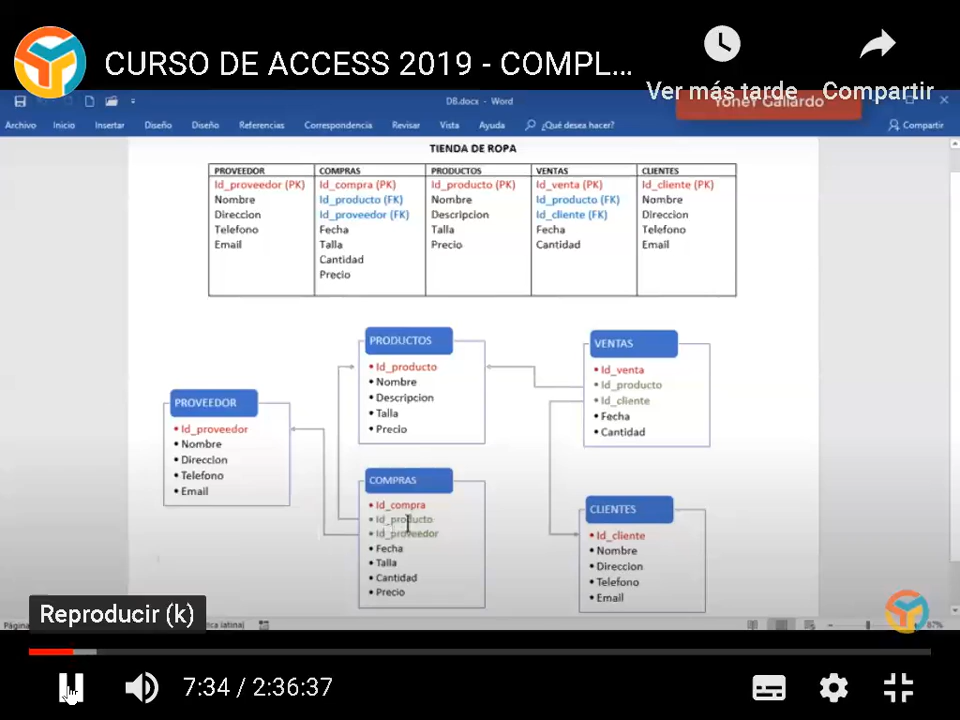 CURSO DE ACCESS 2019 - COMPL...
Ver más tarde
Compartir
DB.docx - Word
Yoney Gallardo
Archivo Inicio Insertar Diseño Diseño Referencias Correspondencia Revisar Vista Ayuda ¿Qué desea hacer? Compartir
TIENDA DE ROPA
PROVEEDOR COMPRAS PRODUCTOS VENTAS CLIENTES
Id_proveedor (PK) Id_compra (PK) Id_producto (PK) Id_venta (PK) Id_cliente (PK)
Nombre Id_producto (FK) Nombre Id_producto (FK) Nombre
Direccion Id_proveedor (FK) Descripcion Id_cliente (FK) Direccion
Telefono Fecha Talla Fecha Telefono
Email Talla Precio Cantidad Email
Cantidad
Precio
PRODUCTOS
• Id_producto
• Nombre
• Descripcion
• Talla
• Precio
VENTAS
• Id_venta
• Id_producto
• Id_cliente
• Fecha
• Cantidad
PROVEEDOR
• Id_proveedor
• Nombre
• Direccion
• Telefono
• Email
COMPRAS
• Id_compra
• Id_producto
• Id_proveedor
• Fecha
• Talla
• Cantidad
• Precio
CLIENTES
• Id_cliente
• Nombre
• Direccion
• Telefono
• Email
Reproducir (k)
latina)
87%
7:34 / 2:36:37